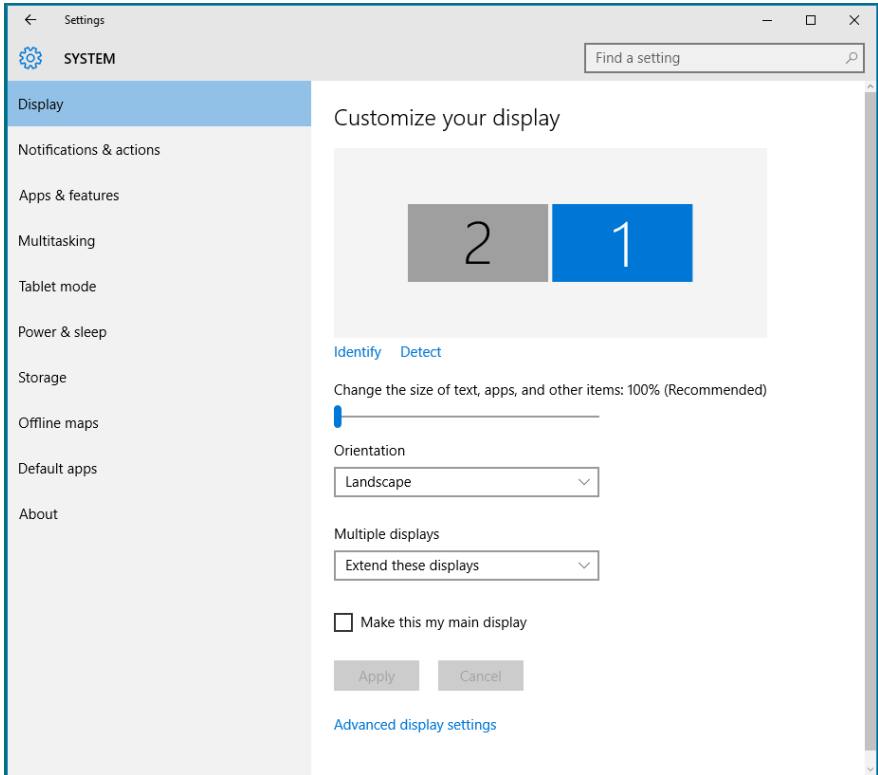 Settings
SYSTEM
Find a setting
Display
Notifications & actions
Apps & features
Multitasking
Tablet mode
Power & sleep
Storage
Offline maps
Default apps
About
Customize your display
2 1
Identify Detect
Change the size of text, apps, and other items: 100% (Recommended)
Orientation
Landscape
Multiple displays
Extend these displays
Make this my main display
Apply Cancel
Advanced display settings